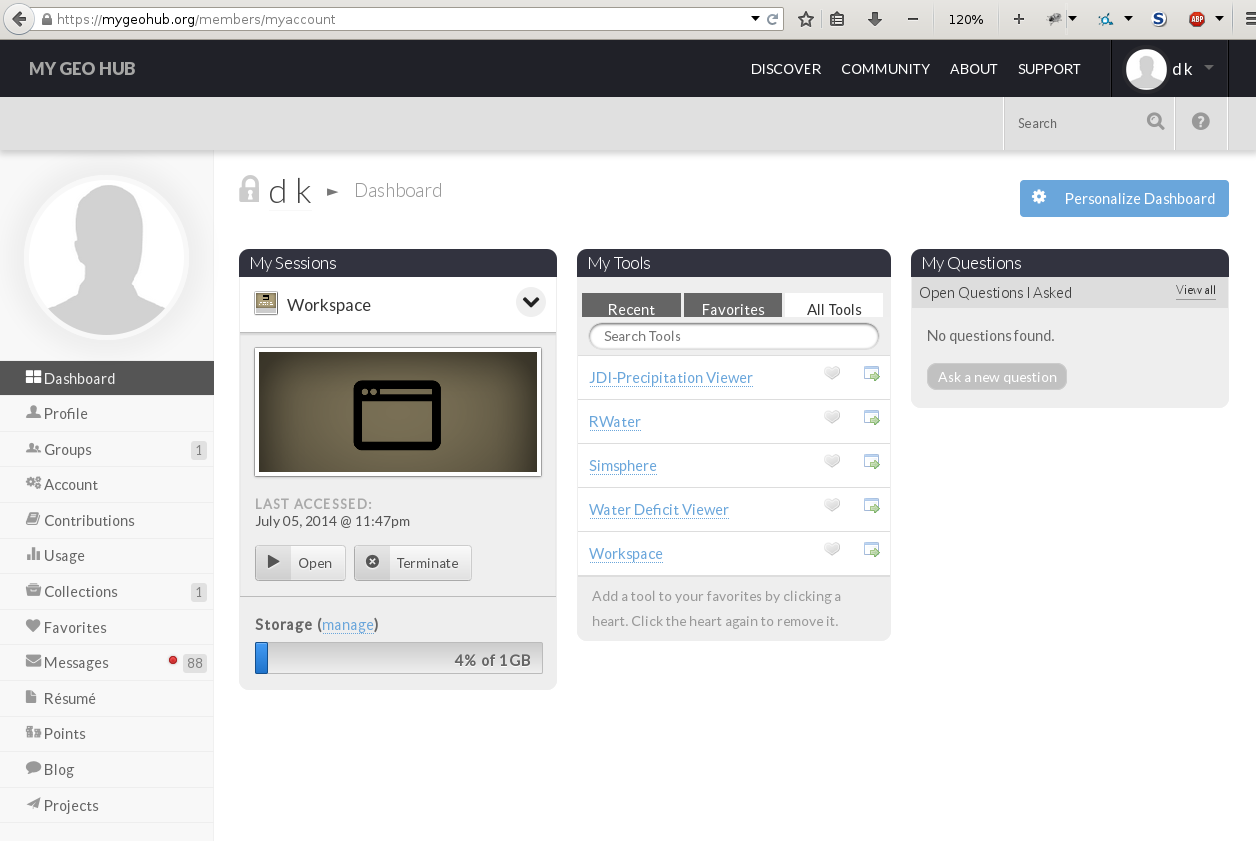 https://mygeohub.org/members/myaccount
120%
ABP
MY GEO HUB
DISCOVER COMMUNITY ABOUT SUPPORT
d k
Search
d k ► Dashboard
Personalize Dashboard
Dashboard
Profile
Groups 1
Account
Contributions
Usage
Collections 1
Favorites
Messages 88
Résumé
Points
Blog
Projects
My Sessions
Workspace
LAST ACCESSED:
July 05, 2014 @ 11:47pm
Open Terminate
Storage (manage)
4% of 1GB
My Tools
Recent Favorites All Tools
Search Tools
JDI-Precipitation Viewer
RWater
Simsphere
Water Deficit Viewer
Workspace
Add a tool to your favorites by clicking a
heart. Click the heart again to remove it.
My Questions
Open Questions I Asked View all
No questions found.
Ask a new question